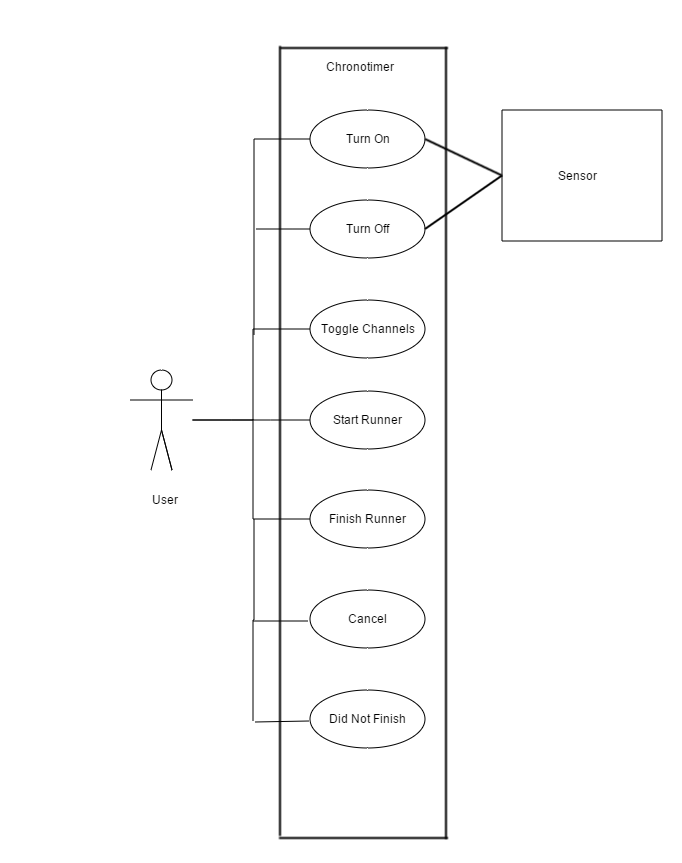 Chronotimer
Turn On
Sensor
Turn Off
Toggle Channels
Start Runner
User
Finish Runner
Cancel
Did Not Finish